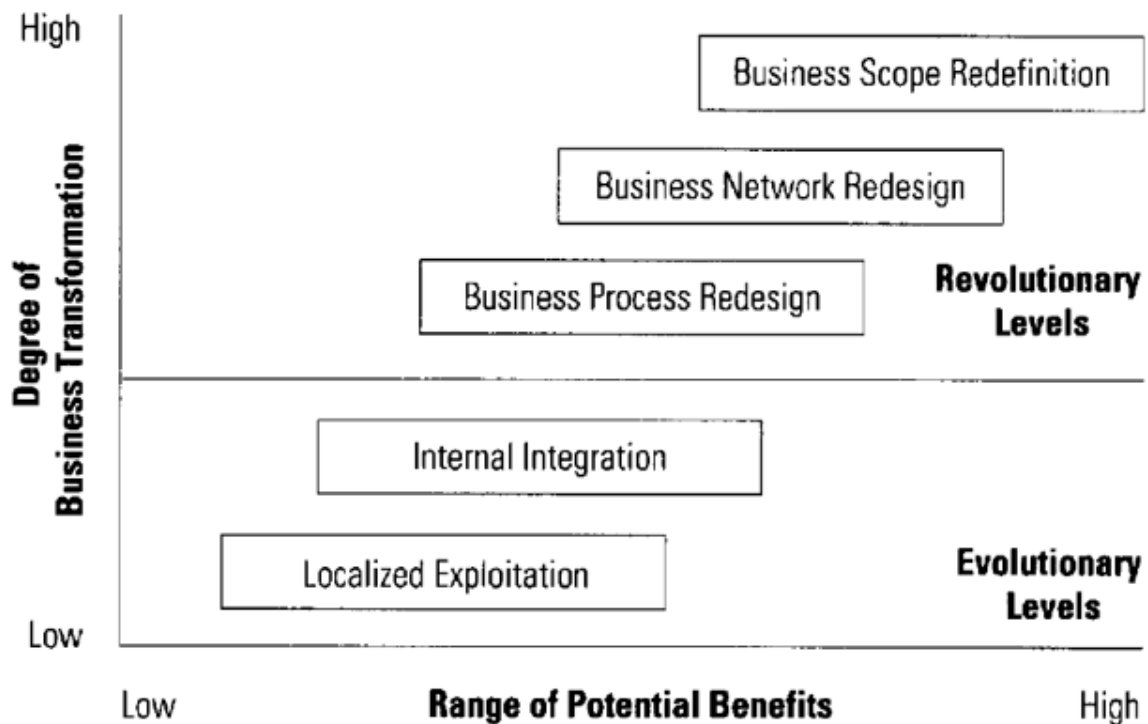 High
Business Scope Redefinition
Business Network Redesign
Business Process Redesign
Revolutionary
Levels
Degree of
Business Transformation
Internal Integration
Localized Exploitation
Evolutionary
Levels
Low
Low
Range of Potential Benefits
High